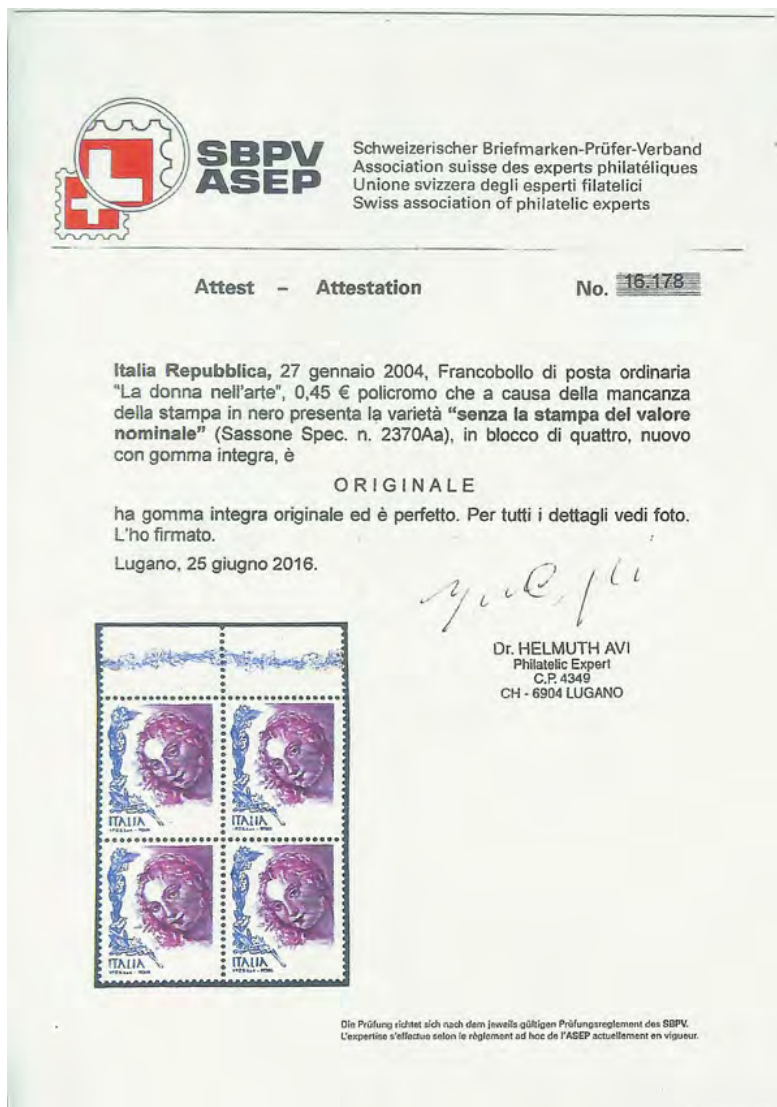 SBPV
ASEP
Schweizerischer Briefmarken-Prüfer-Verband
Association suisse des experts philatéliques
Unione svizzera degli esperti filatelici
Swiss association of philatelic experts
Attest – Attestation No. 16.178
Italia Repubblica, 27 gennaio 2004, Francobollo di posta ordinaria
“La donna nell’arte”, 0,45 € policromo che a causa della mancanza
della stampa in nero presenta la varietà “senza la stampa del valore
nominale” (Sassone Spec. n. 2370Aa), in blocco di quattro, nuovo
con gomma integra, è
ORIGINALE
ha gomma integra originale ed è perfetto. Per tutti i dettagli vedi foto.
L’ho firmato.
Lugano, 25 giugno 2016.
Dr. HELMUTH AVI
Philatelic Expert
C.P. 4349
CH - 6904 LUGANO
ITALIA
ITALIA
ITALIA
ITALIA
Die Prüfung richtet sich nach dem jeweils gültigen Prüfungsreglement des SBPV.
L’expertise s’effectue selon le règlement ad hoc de l’ASEP actuellement en vigueur.